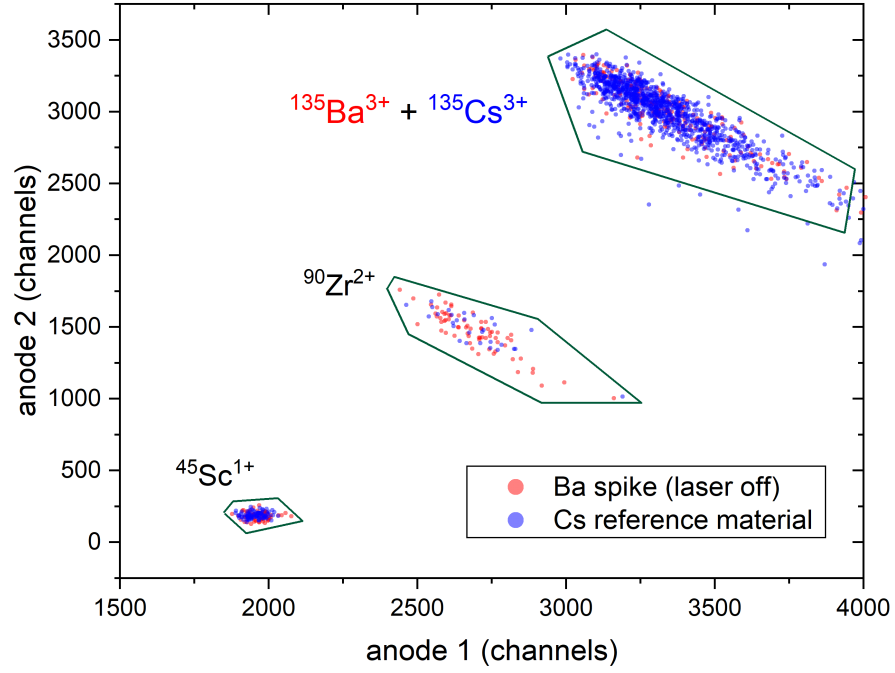 3500
3000
2500
2000
1500
1000
500
0
anode 2 (channels)
¹³⁵Ba³⁺ + ¹³⁵Cs³⁺
⁹⁰Zr²⁺
⁴⁵Sc¹⁺
Ba spike (laser off)
Cs reference material
1500 2000 2500 3000 3500 4000
anode 1 (channels)